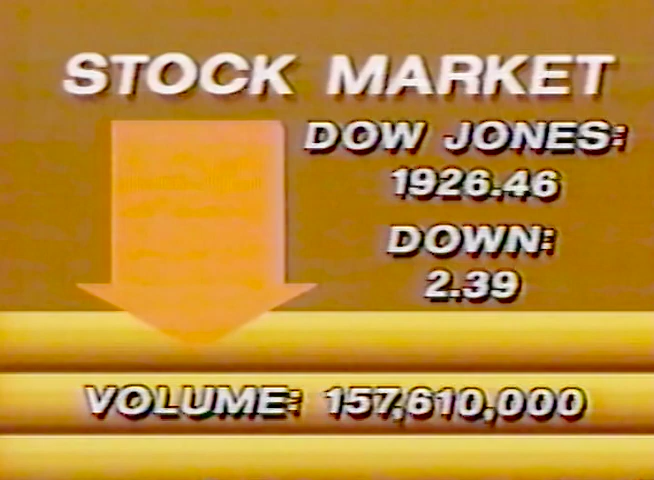 STOCK MARKET
DOW JONES:
1926.46
DOWN:
2.39
VOLUME: 157,610,000